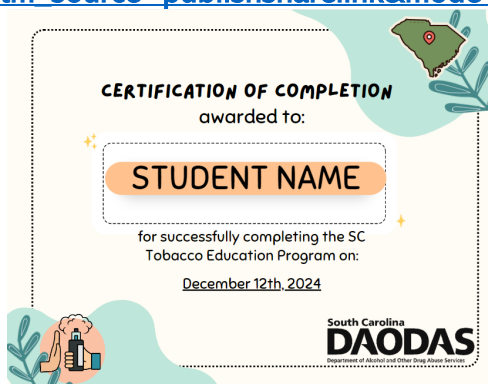 CERTIFICATION OF COMPLETION
awarded to:
STUDENT NAME
for successfully completing the SC
Tobacco Education Program on:
December 12th, 2024
South Carolina
DAODAS
Department of Alcohol and Other Drug Abuse Services